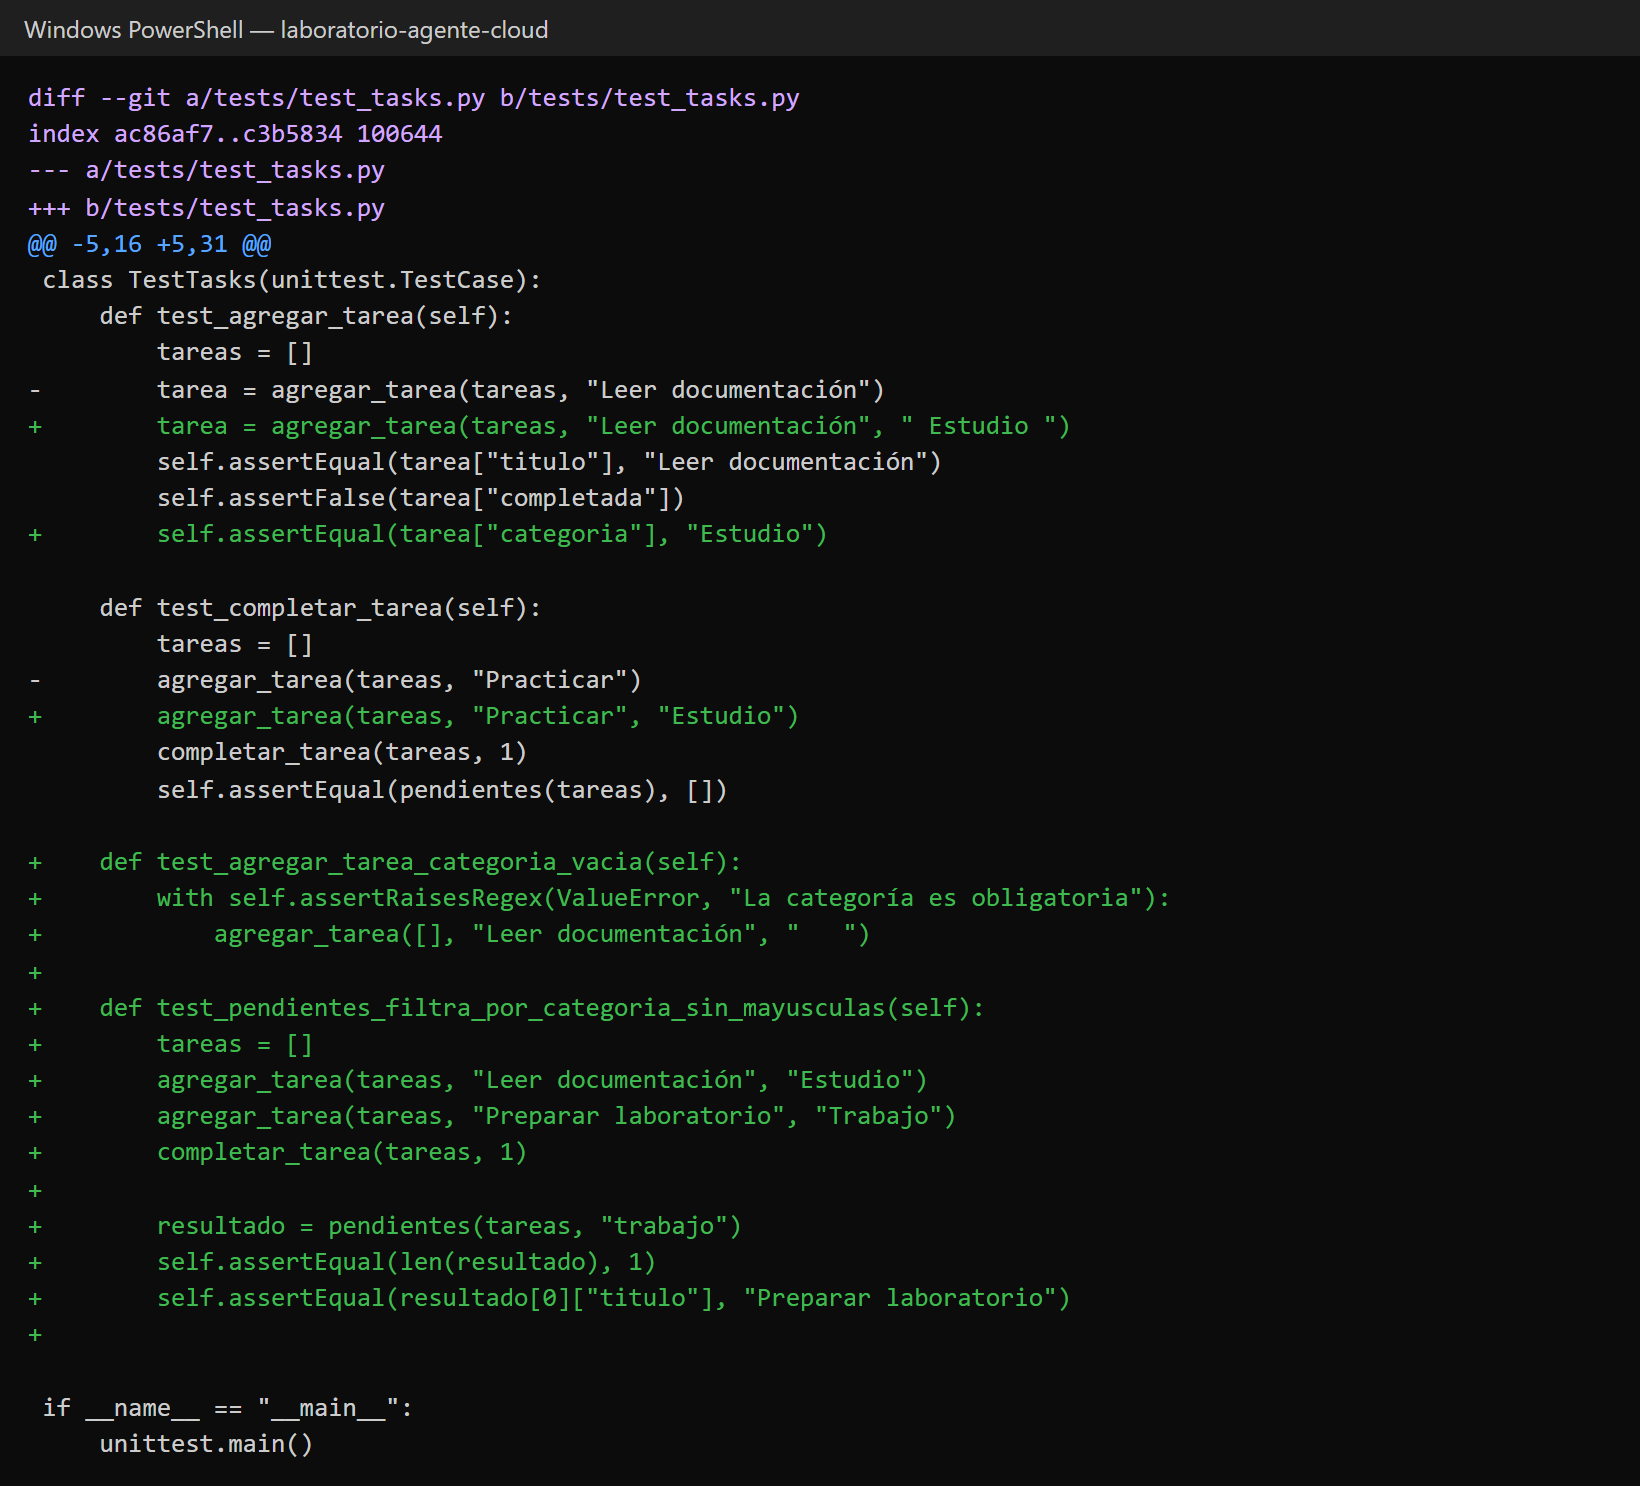 Windows PowerShell — laboratorio-agente-cloud
diff --git a/tests/test_tasks.py b/tests/test_tasks.py
index ac86af7..c3b5834 100644
--- a/tests/test_tasks.py
+++ b/tests/test_tasks.py
@@ -5,16 +5,31 @@
 class TestTasks(unittest.TestCase):
     def test_agregar_tarea(self):
         tareas = []
-        tarea = agregar_tarea(tareas, "Leer documentación")
+        tarea = agregar_tarea(tareas, "Leer documentación", " Estudio ")
         self.assertEqual(tarea["titulo"], "Leer documentación")
         self.assertFalse(tarea["completada"])
+        self.assertEqual(tarea["categoria"], "Estudio")
     def test_completar_tarea(self):
         tareas = []
-        agregar_tarea(tareas, "Practicar")
+        agregar_tarea(tareas, "Practicar", "Estudio")
         completar_tarea(tareas, 1)
         self.assertEqual(pendientes(tareas), [])
+    def test_agregar_tarea_categoria_vacia(self):
+        with self.assertRaisesRegex(ValueError, "La categoría es obligatoria"):
+            agregar_tarea([], "Leer documentación", "   ")
+
+    def test_pendientes_filtra_por_categoria_sin_mayusculas(self):
+        tareas = []
+        agregar_tarea(tareas, "Leer documentación", "Estudio")
+        agregar_tarea(tareas, "Preparar laboratorio", "Trabajo")
+        completar_tarea(tareas, 1)
+
+        resultado = pendientes(tareas, "trabajo")
+        self.assertEqual(len(resultado), 1)
+        self.assertEqual(resultado[0]["titulo"], "Preparar laboratorio")
+
 if __name__ == "__main__":
     unittest.main()